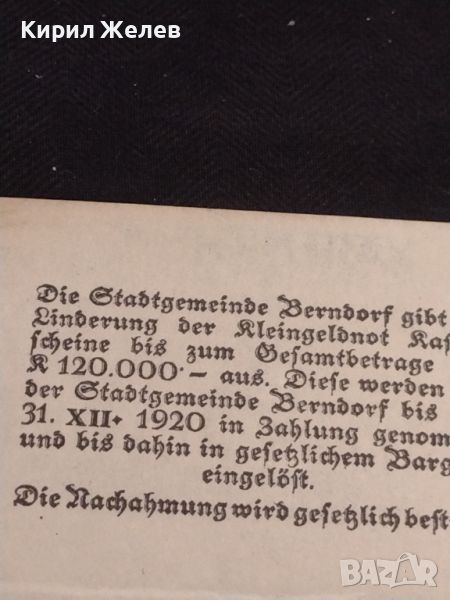 Кирил Желев
Die Stadtgemeinde Berndorf gibt
Linderung der Kleingeldnot Kas
scheine bis zum Gesamtbetrage
K 120.000·– aus. Diese werden
der Stadtgemeinde Berndorf bis
31. XII. 1920 in Zahlung genom
und bis dahin in gesetzlichem Barg
eingelöst.
Die Nachahmung wird gesetzlich best
BAZAR